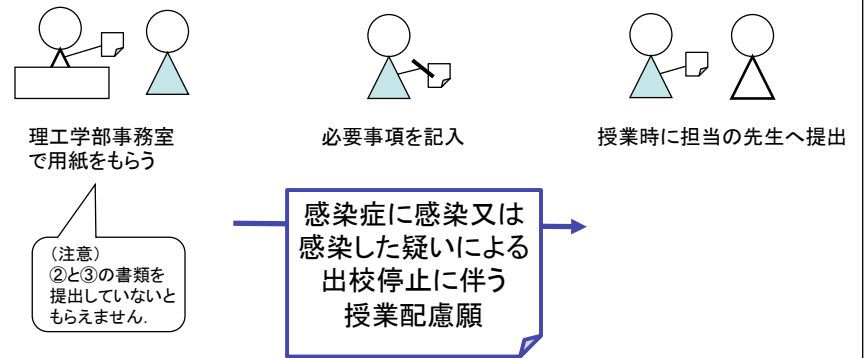 理工学部事務室
で用紙をもらう
必要事項を記入
授業時に担当の先生へ提出
（注意）
②と③の書類を
提出していないと
もらえません.
感染症に感染又は
感染した疑いによる
出校停止に伴う
授業配慮願